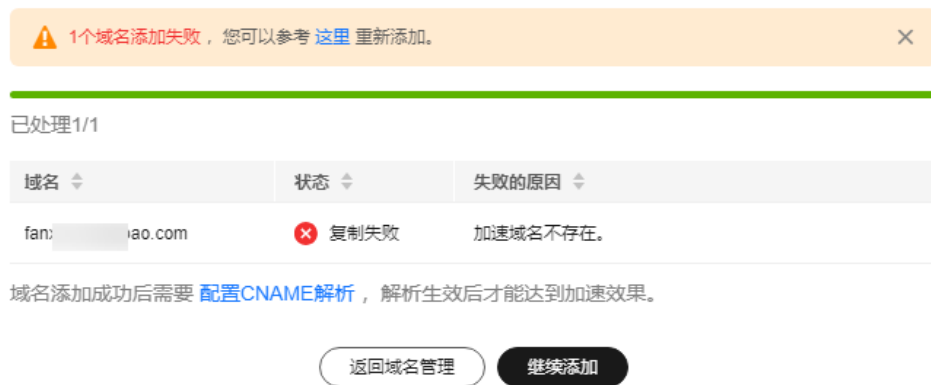 1个域名添加失败，您可以参考 这里 重新添加。
已处理1/1
域名 状态 失败的原因
fan ao.com 复制失败 加速域名不存在。
域名添加成功后需要 配置CNAME解析 ，解析生效后才能达到加速效果。
返回域名管理 继续添加